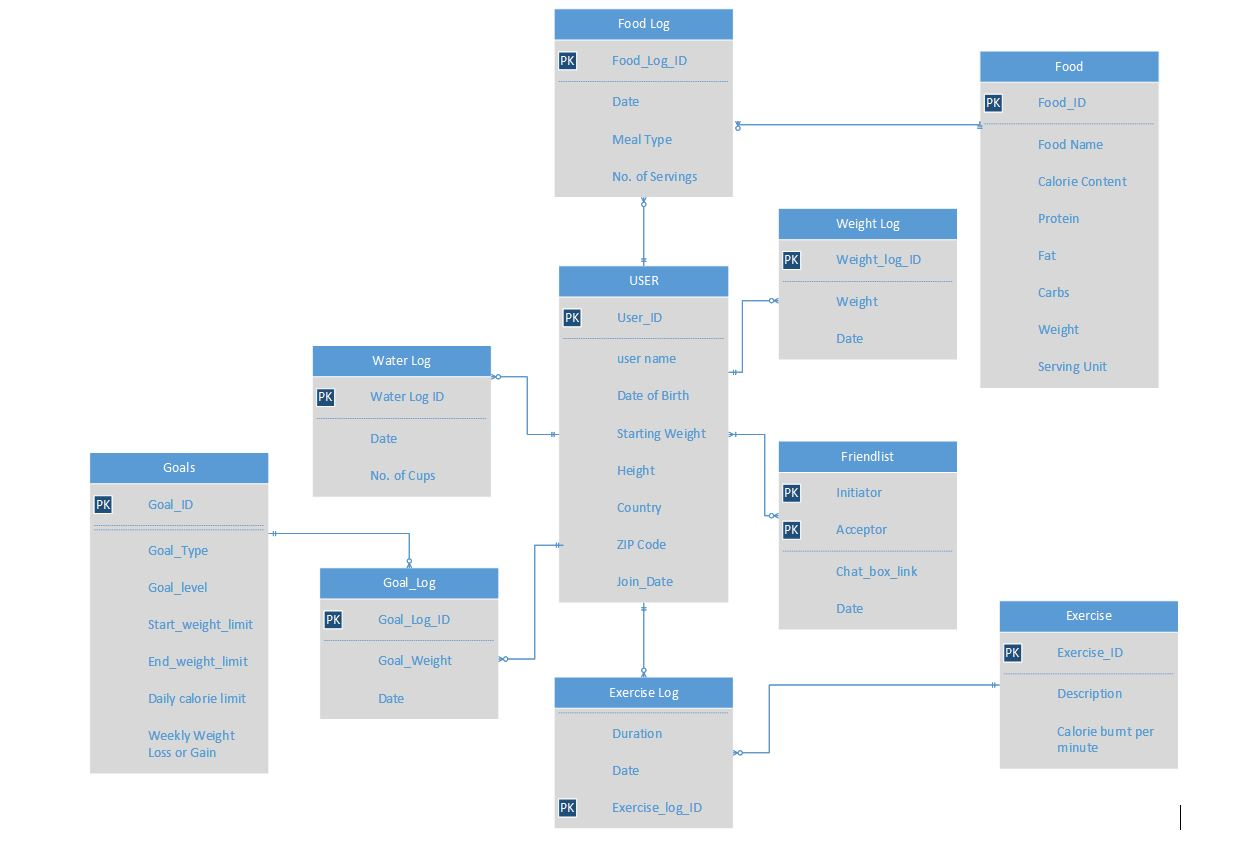 Food Log
PK Food_Log_ID
Date
Meal Type
No. of Servings
Food
PK Food_ID
Food Name
Calorie Content
Protein
Fat
Carbs
Weight
Serving Unit
Weight Log
PK Weight_log_ID
Weight
Date
USER
PK User_ID
user name
Date of Birth
Starting Weight
Height
Country
ZIP Code
Join_Date
Water Log
PK Water Log ID
Date
No. of Cups
Friendlist
PK Initiator
PK Acceptor
Chat_box_link
Date
Goals
PK Goal_ID
Goal_Type
Goal_level
Start_weight_limit
End_weight_limit
Daily calorie limit
Weekly Weight
Loss or Gain
Goal_Log
PK Goal_Log_ID
Goal_Weight
Date
Exercise Log
Duration
Date
PK Exercise_log_ID
Exercise
PK Exercise_ID
Description
Calorie burnt per
minute